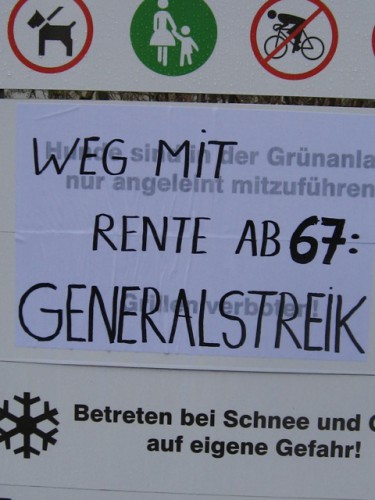 WEG MIT
Hunde sind in der Grünanla
nur angeleint mitzuführen
RENTE AB 67:
Grillen verboten!
GENERALSTREIK
Betreten bei Schnee und
auf eigene Gefahr!